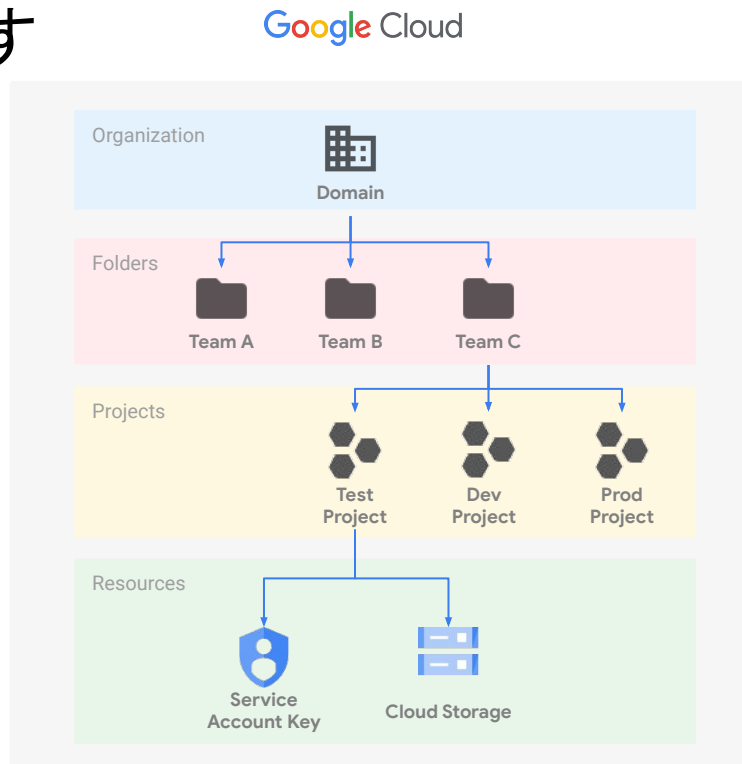 す
Google Cloud
Organization
Domain
Folders
Team A
Team B
Team C
Projects
Test
Project
Dev
Project
Prod
Project
Resources
Service
Account Key
Cloud Storage